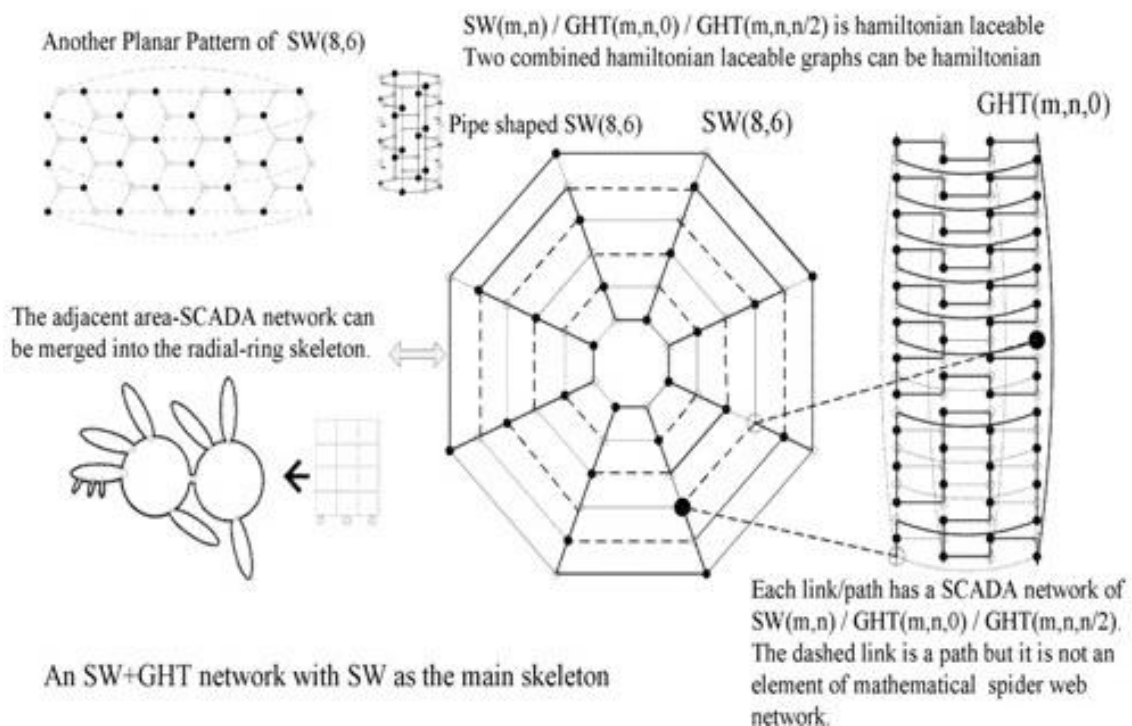 Another Planar Pattern of SW(8,6)
SW(m,n) / GHT(m,n,0) / GHT(m,n,n/2) is hamiltonian laceable
Two combined hamiltonian laceable graphs can be hamiltonian
GHT(m,n,0)
Pipe shaped SW(8,6)
SW(8,6)
The adjacent area-SCADA network can
be merged into the radial-ring skeleton.
Each link/path has a SCADA network of
SW(m,n) / GHT(m,n,0) / GHT(m,n,n/2).
The dashed link is a path but it is not an
element of mathematical spider web
network.
An SW+GHT network with SW as the main skeleton